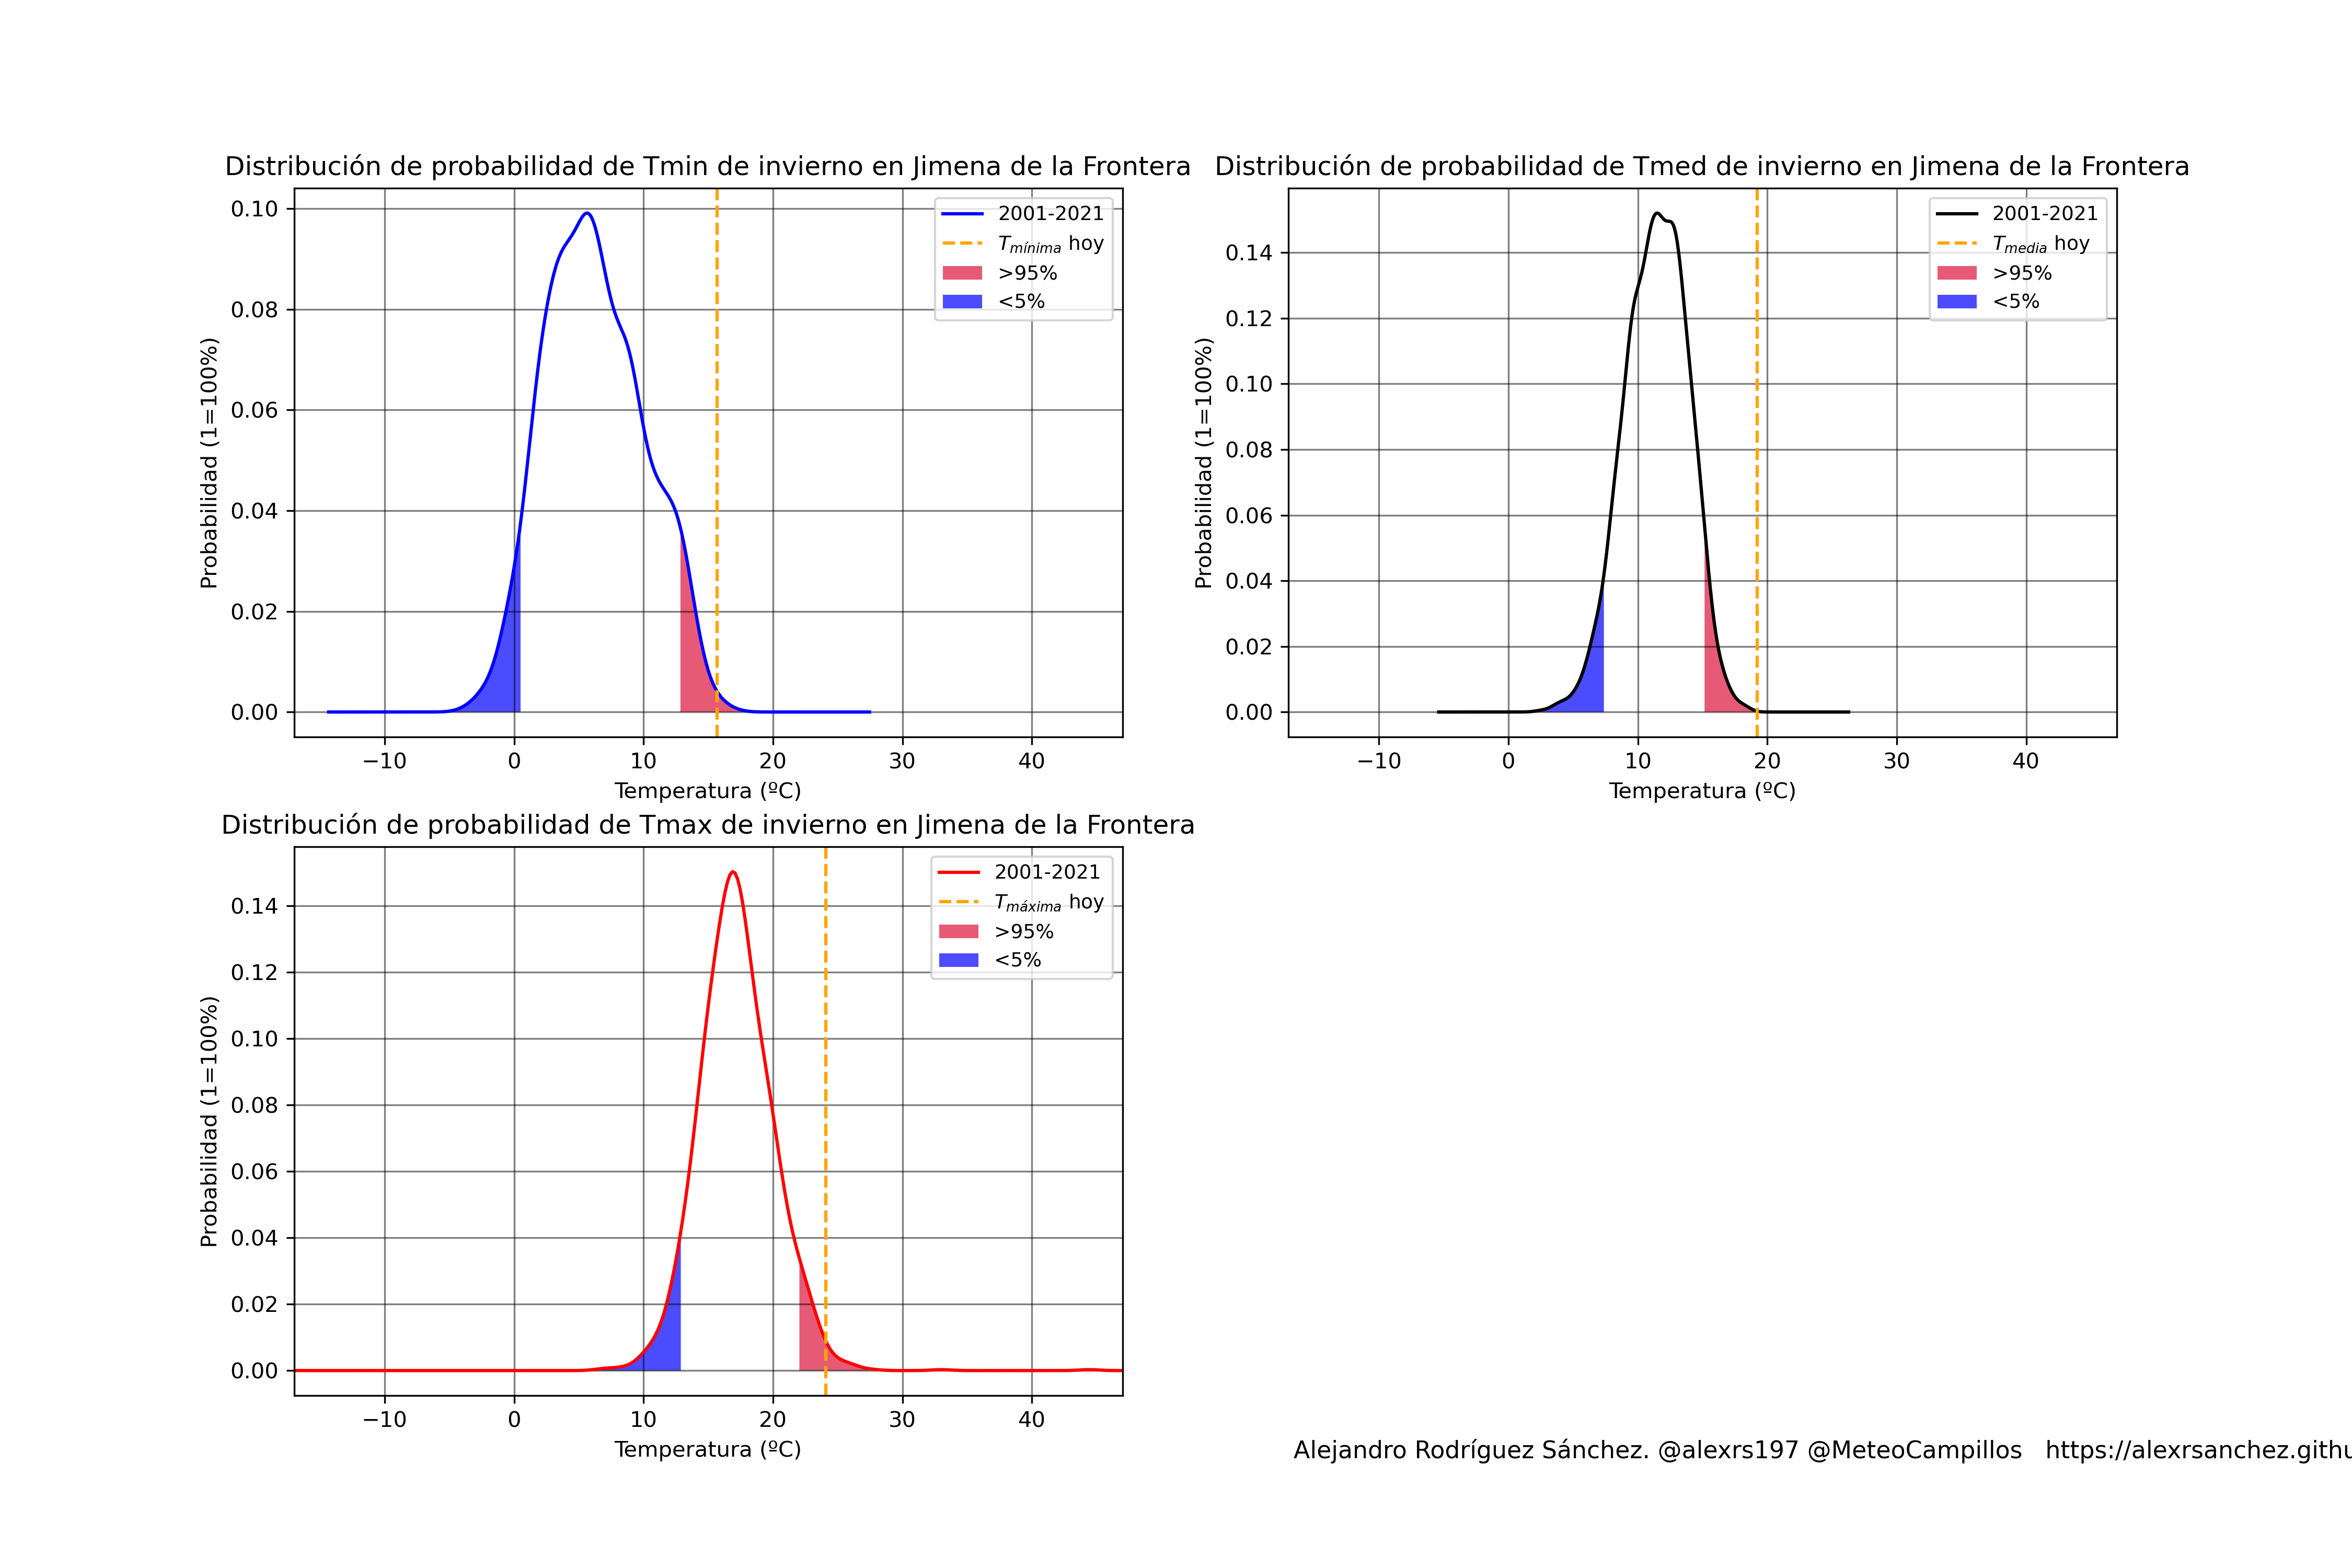 Distribución de probabilidad de Tmin de invierno en Jimena de la Frontera
0.10
0.08
0.06
0.04
0.02
0.00
Probabilidad (1=100%)
2001-2021
Tmínima hoy
>95%
<5%
−10 0 10 20 30 40
Temperatura (ºC)
Distribución de probabilidad de Tmed de invierno en Jimena de la Frontera
0.14
0.12
0.10
0.08
0.06
0.04
0.02
0.00
Probabilidad (1=100%)
2001-2021
Tmedia hoy
>95%
<5%
−10 0 10 20 30 40
Temperatura (ºC)
Distribución de probabilidad de Tmax de invierno en Jimena de la Frontera
0.14
0.12
0.10
0.08
0.06
0.04
0.02
0.00
Probabilidad (1=100%)
2001-2021
Tmáxima hoy
>95%
<5%
−10 0 10 20 30 40
Temperatura (ºC)
Alejandro Rodríguez Sánchez. @alexrs197 @MeteoCampillos https://alexrsanchez.githu